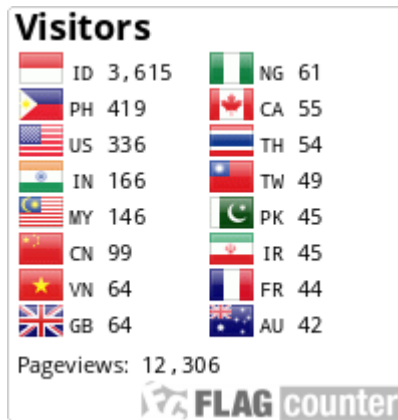 Visitors
ID 3,615 NG 61
PH 419 CA 55
US 336 TH 54
IN 166 TW 49
MY 146 PK 45
CN 99 IR 45
VN 64 FR 44
GB 64 AU 42
Pageviews: 12,306
FC FLAG counter